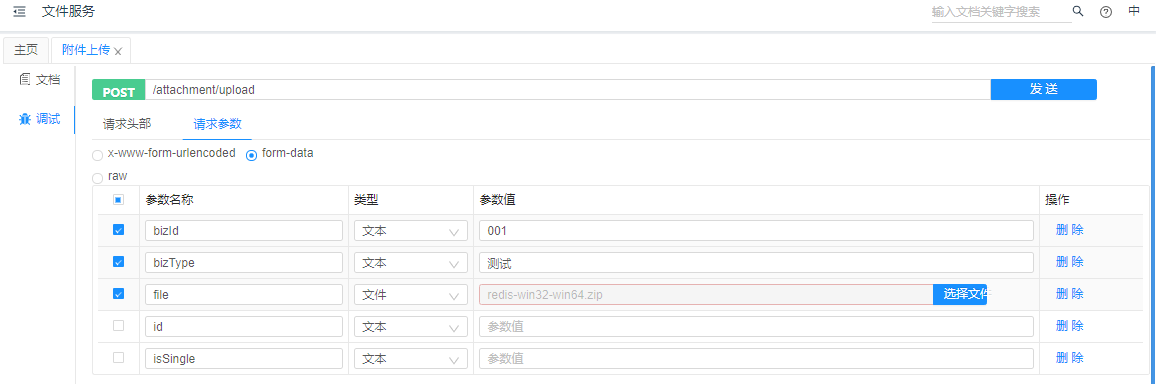 文件服务 输入文档关键字搜索 中
主页 附件上传
文档
POST /attachment/upload 发 送
调试
请求头部 请求参数
x-www-form-urlencoded form-data
raw
参数名称 类型 参数值 操作
bizId 文本 001 删 除
bizType 文本 测试 删 除
file 文件 redis-win32-win64.zip 选择文件 删 除
id 文本 参数值 删 除
isSingle 文本 参数值 删 除